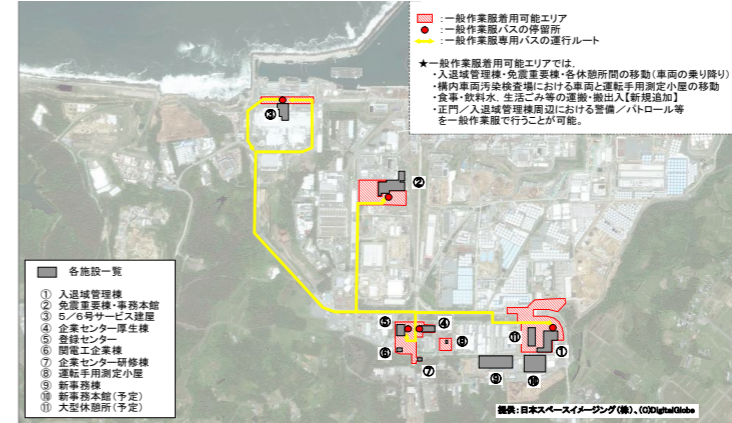 ：一般作業服着用可能エリア
：一般作業服バスの停留所
：一般作業服専用バスの運行ルート
★一般作業服着用可能エリアでは、
・入退域管理棟・免震重要棟・各休憩所間の移動（車両の乗り降り）
・構内車両汚染検査場における車両と運転手用測定小屋の移動
・食事・飲料水、生活ごみ等の運搬・搬出入【新規追加】
・正門／入退域管理棟周辺における警備／パトロール等
を一般作業服で行うことが可能。
③
②
⑤
④
⑥
⑧
⑦
⑪
①
⑨
⑩
各施設一覧
① 入退域管理棟
② 免震重要棟・事務本館
③ 5／6号サービス建屋
④ 企業センター厚生棟
⑤ 登録センター
⑥ 関電工企業棟
⑦ 企業センター研修棟
⑧ 運転手用測定小屋
⑨ 新事務棟
⑩ 新事務本館（予定）
⑪ 大型休憩所（予定）
提供：日本スペースイメージング（株）、(C)DigitalGlobe